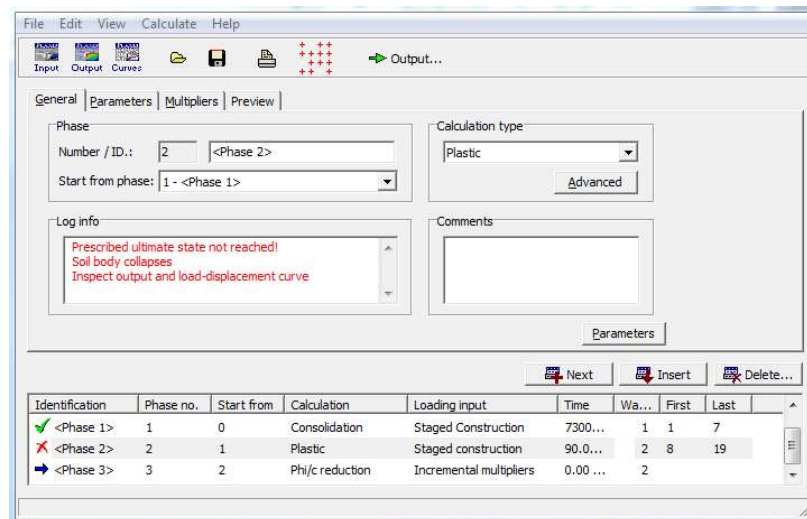 File Edit View Calculate Help
Input Output Curves Output...
General Parameters Multipliers Preview
Phase
Number / ID.: 2 <Phase 2>
Start from phase: 1 - <Phase 1>
Calculation type
Plastic
Advanced
Log info
Prescribed ultimate state not reached!
Soil body collapses
Inspect output and load-displacement curve
Comments
Parameters
Next Insert Delete...
Identification Phase no. Start from Calculation Loading input Time Wa... First Last
<Phase 1> 1 0 Consolidation Staged Construction 7300... 1 1 7
<Phase 2> 2 1 Plastic Staged construction 90.0... 2 8 19
<Phase 3> 3 2 Phi/c reduction Incremental multipliers 0.00 ... 2